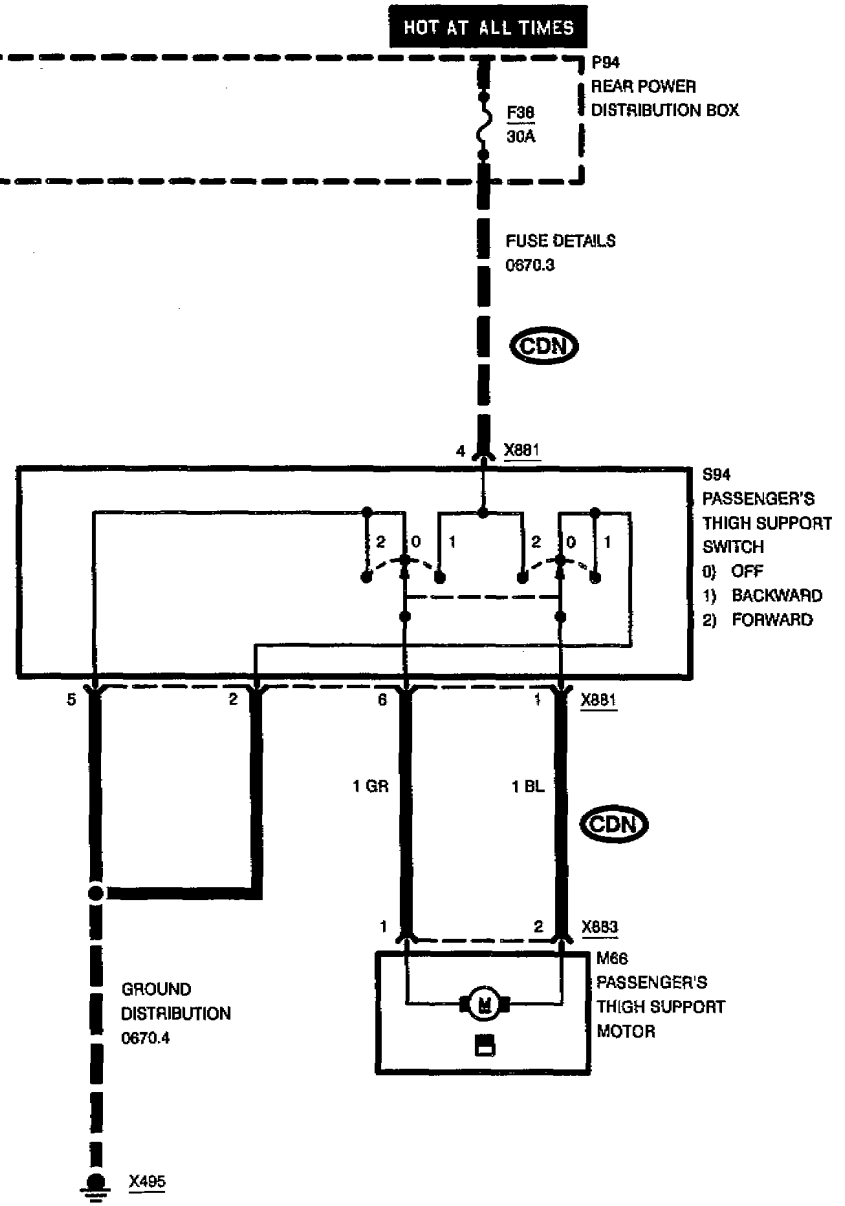 HOT AT ALL TIMES
P94
REAR POWER
DISTRIBUTION BOX
F38
30A
FUSE DETAILS
0670.3
CDN
4 X881
S94
PASSENGER'S
THIGH SUPPORT
SWITCH
0) OFF
1) BACKWARD
2) FORWARD
2 0 1 2 0 1
5 2 6 1 X881
1 GR 1 BL
CDN
1 2 X883
M66
PASSENGER'S
THIGH SUPPORT
MOTOR
M
GROUND
DISTRIBUTION
0670.4
X495